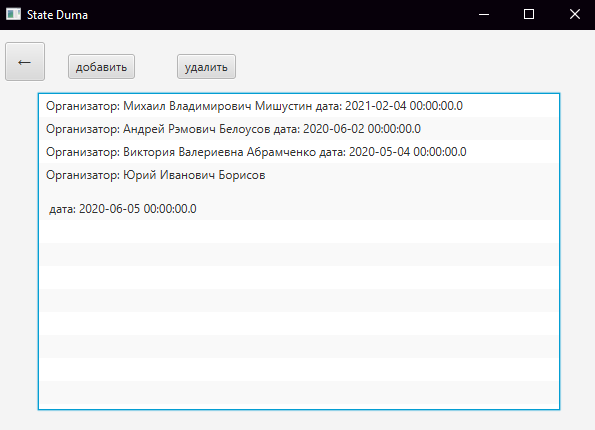 State Duma
←
добавить
удалить
Организатор: Михаил Владимирович Мишустин дата: 2021-02-04 00:00:00.0
Организатор: Андрей Рэмович Белоусов дата: 2020-06-02 00:00:00.0
Организатор: Виктория Валериевна Абрамченко дата: 2020-05-04 00:00:00.0
Организатор: Юрий Иванович Борисов
дата: 2020-06-05 00:00:00.0